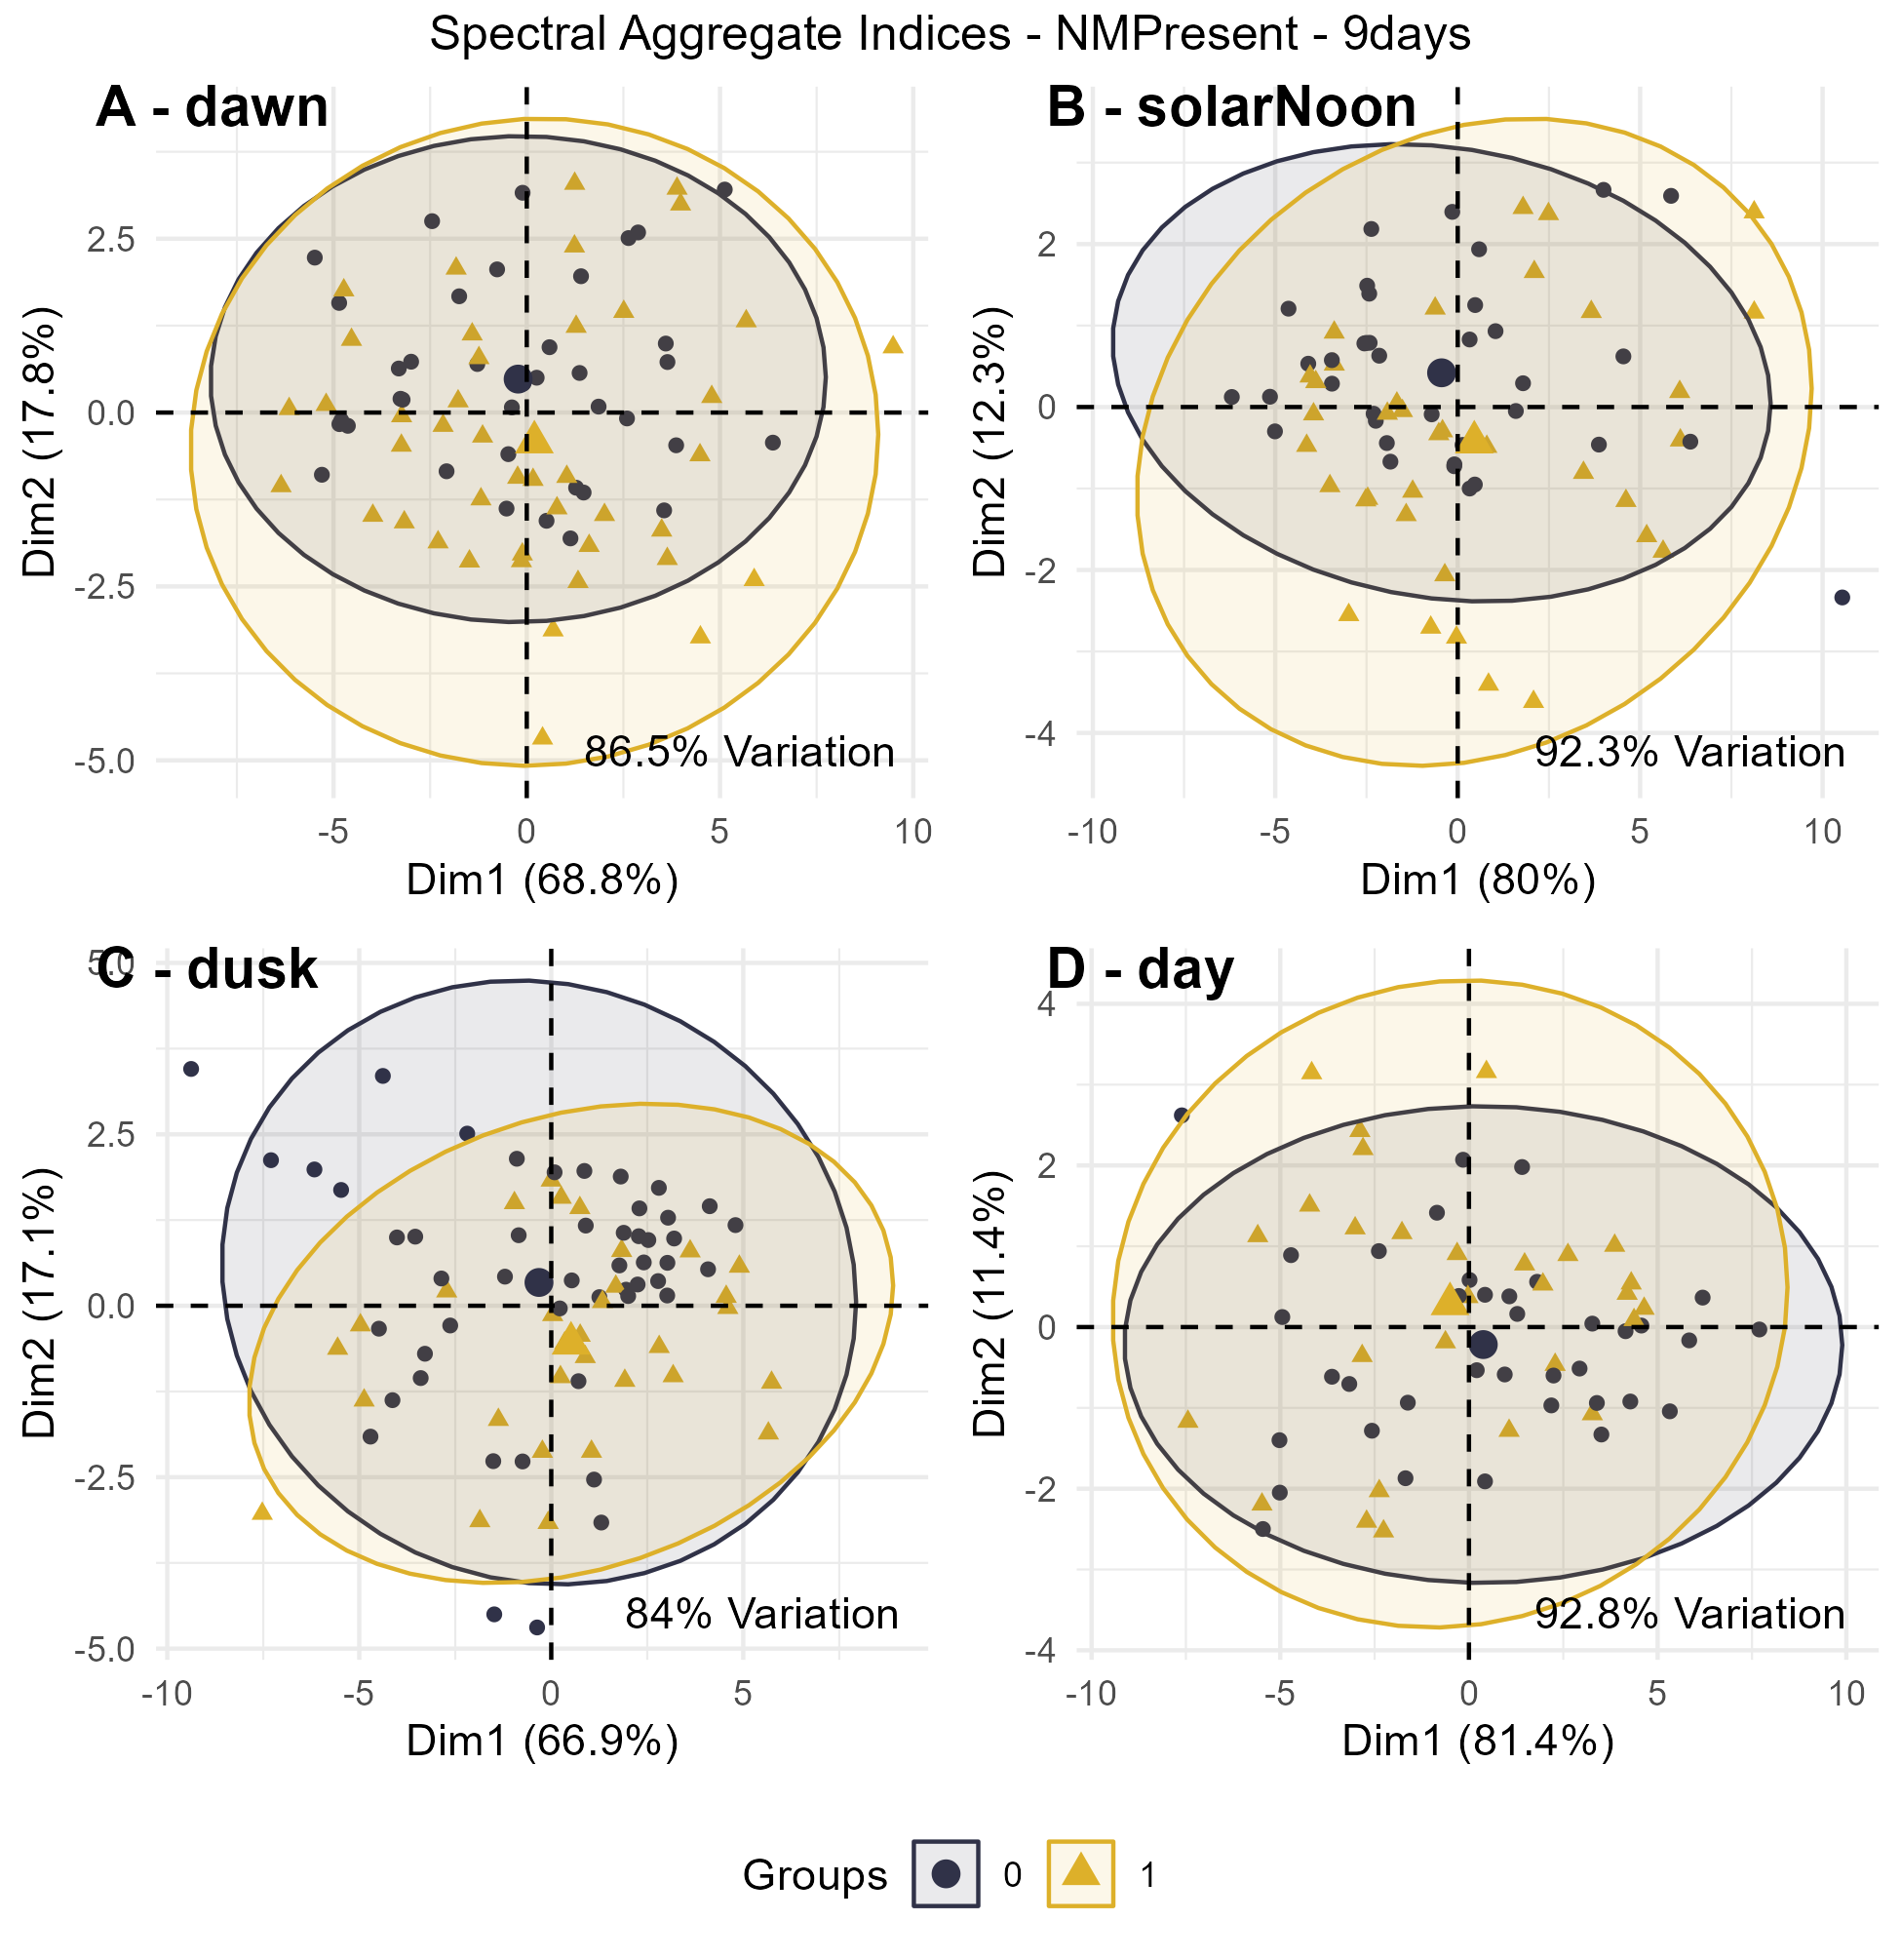 Spectral Aggregate Indices - NMPresent - 9days
A - dawn
Dim2 (17.8%)
2.5
0.0
-2.5
-5.0
86.5% Variation
-5 0 5 10
Dim1 (68.8%)
B - solarNoon
Dim2 (12.3%)
2
0
-2
-4
92.3% Variation
-10 -5 0 5 10
Dim1 (80%)
C - dusk
Dim2 (17.1%)
5.0
2.5
0.0
-2.5
-5.0
84% Variation
-10 -5 0 5
Dim1 (66.9%)
D - day
Dim2 (11.4%)
4
2
0
-2
-4
92.8% Variation
-10 -5 0 5 10
Dim1 (81.4%)
Groups 0 1